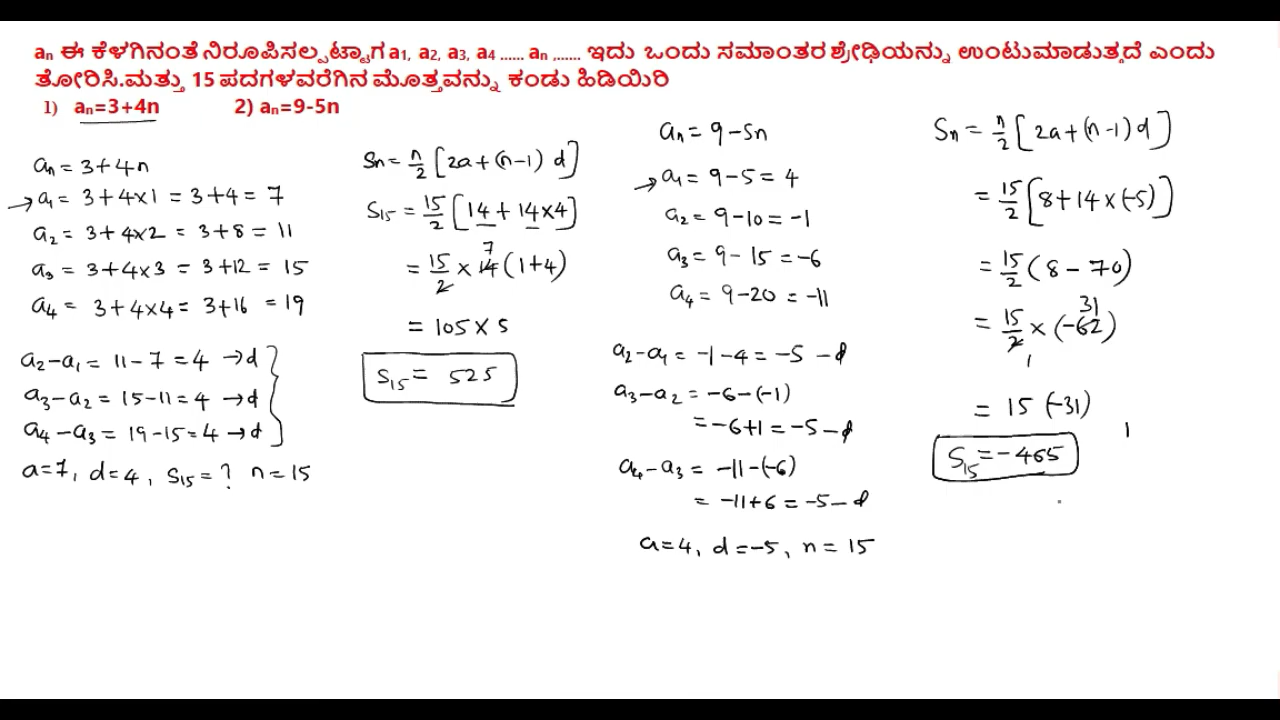 aₙ ಈ ಕೆಳಗಿನಂತೆ ನಿರೂಪಿಸಲ್ಪಟ್ಟಾಗ a₁, a₂, a₃, a₄ ...... aₙ ,....... ಇದು ಒಂದು ಸಮಾಂತರ ಶ್ರೇಢಿಯನ್ನು ಉಂಟುಮಾಡುತ್ತದೆ ಎಂದು
ತೋರಿಸಿ.ಮತ್ತು 15 ಪದಗಳವರೆಗಿನ ಮೊತ್ತವನ್ನು ಕಂಡು ಹಿಡಿಯಿರಿ
1) aₙ=3+4n 2) aₙ=9-5n
aₙ = 3+4n
→ a₁ = 3+4×1 = 3+4 = 7
a₂ = 3+4×2 = 3+8 = 11
a₃ = 3+4×3 = 3+12 = 15
a₄ = 3+4×4 = 3+16 = 19
a₂-a₁ = 11-7 = 4 →d
a₃-a₂ = 15-11 = 4 →d
a₄-a₃ = 19-15 = 4 →d
a=7, d=4, S₁₅ = ? n=15
Sn = n/2 [2a+(n-1) d]
S₁₅ = 15/2 [14+14×4]
7
= 15/2 × 14 (1+4)
= 105 × 5
S₁₅ = 525
aₙ = 9-5n
→ a₁ = 9-5 = 4
a₂ = 9-10 = -1
a₃ = 9-15 = -6
a₄ = 9-20 = -11
a₂-a₁ = -1-4 = -5 -d
a₃-a₂ = -6-(-1)
= -6+1 = -5 -d
a₄-a₃ = -11-(-6)
= -11+6 = -5 -d
a=4, d=-5, n=15
Sn = n/2 [2a+(n-1)d]
= 15/2 [8+14×(-5)]
= 15/2 (8-70)
31
= 15/2 × (-62)
1
= 15 (-31)
S₁₅ = -465